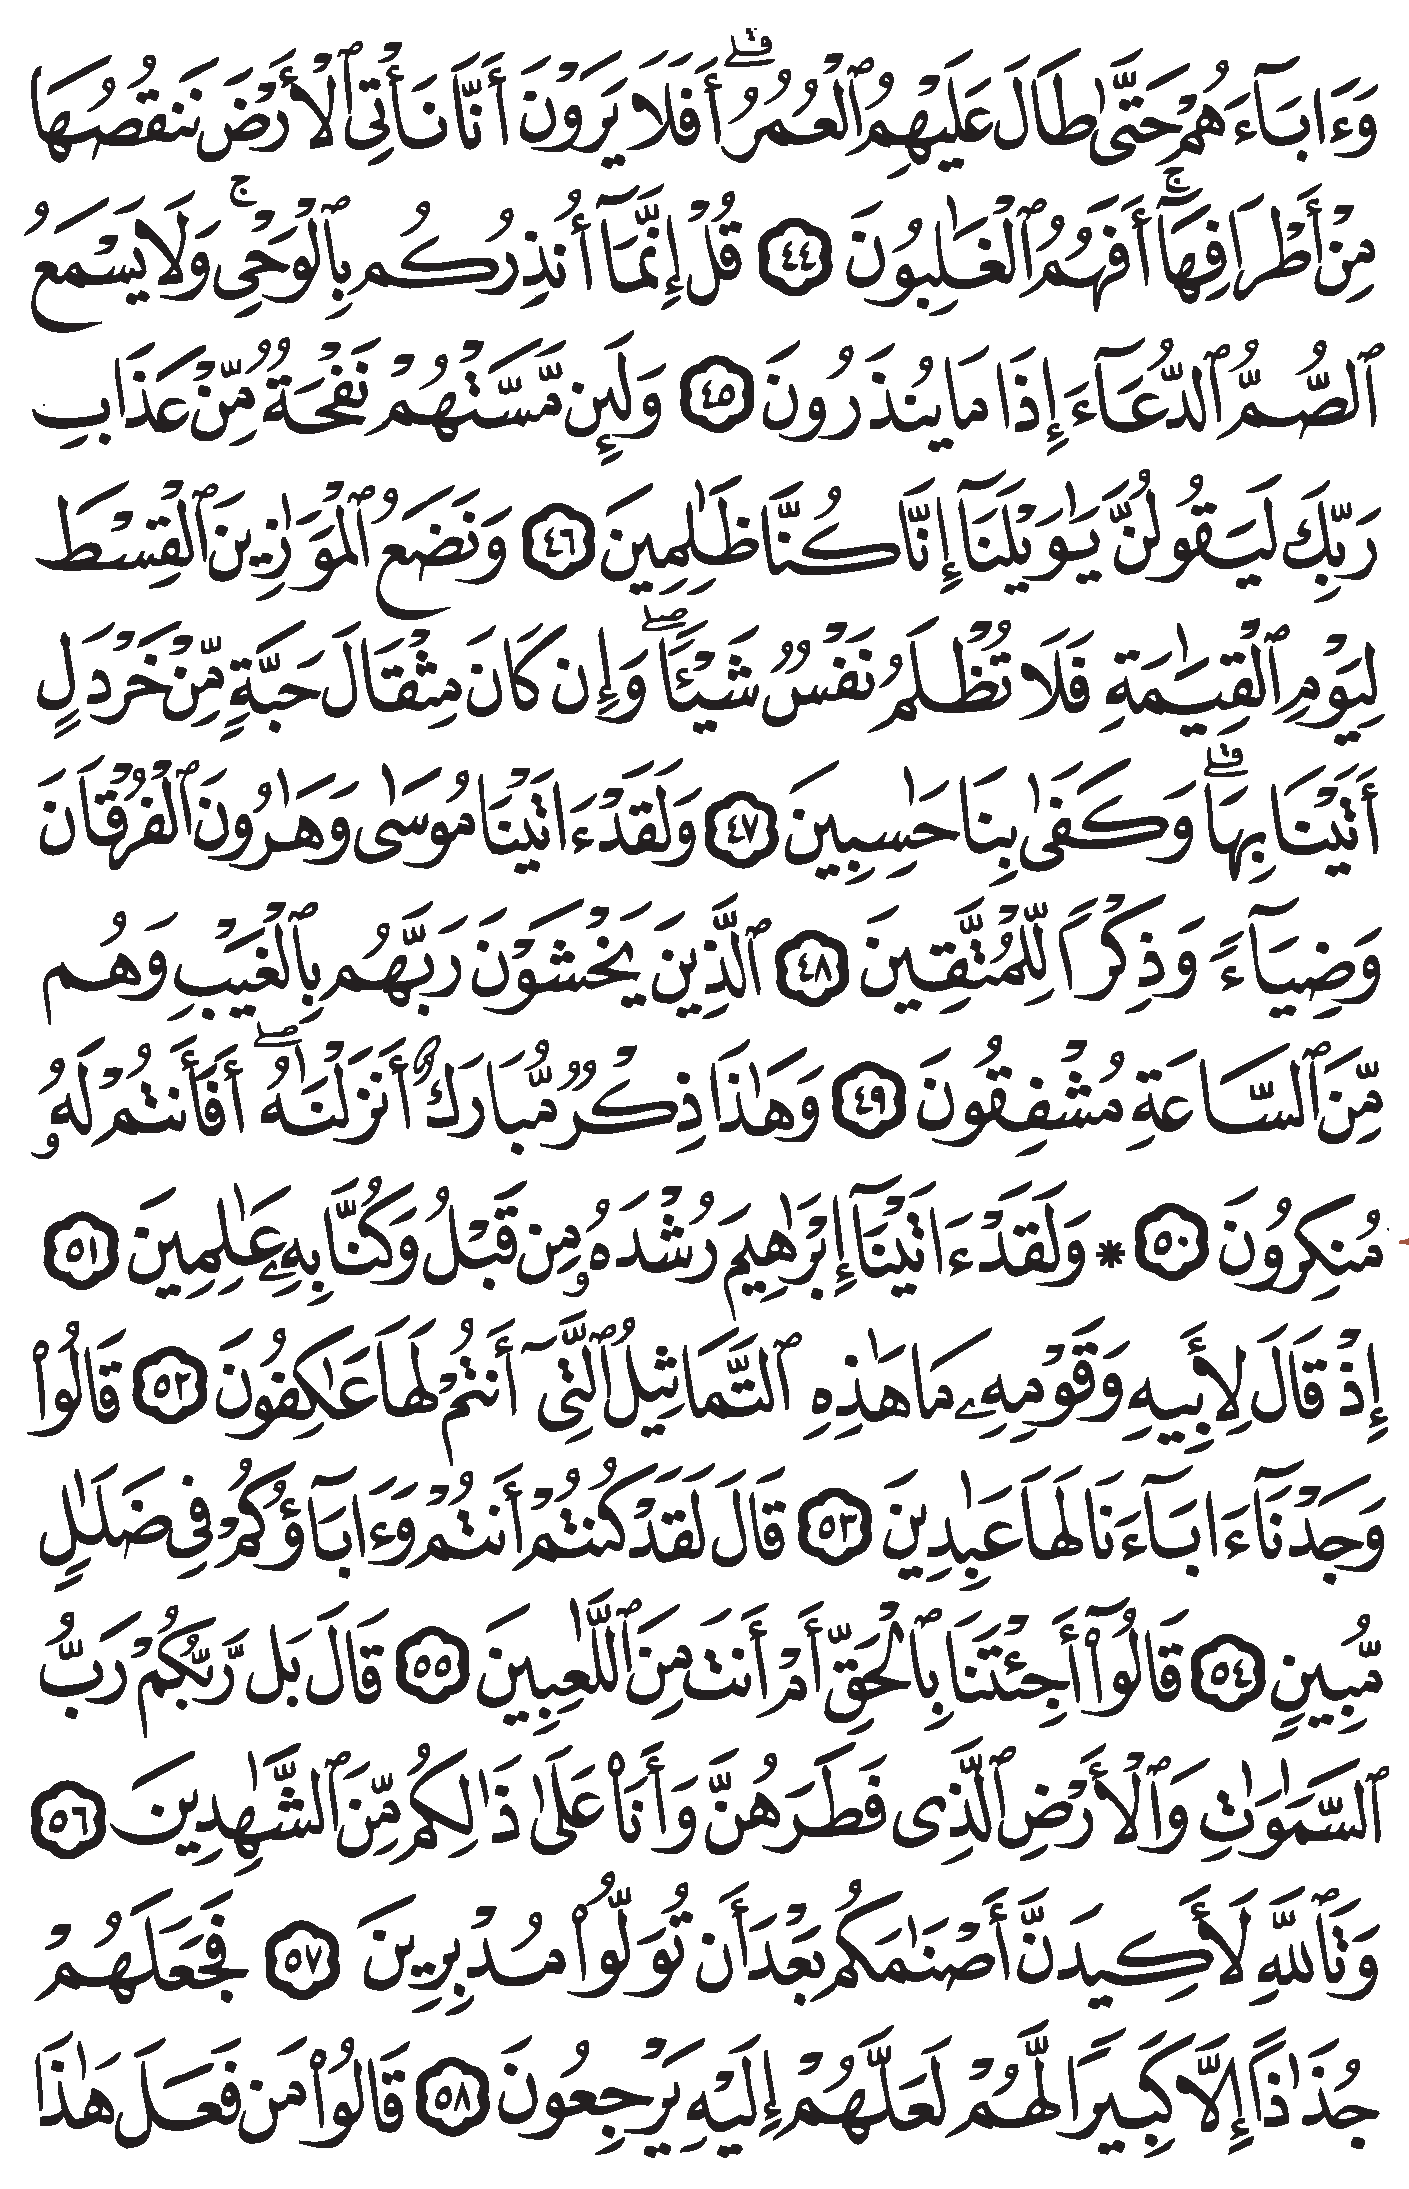 وَءَابَآءَهُمْ حَتَّىٰ طَالَ عَلَيْهِمُ ٱلْعُمُرُ ۗ أَفَلَا يَرَوْنَ أَنَّا نَأْتِى ٱلْأَرْضَ نَنقُصُهَا
مِنْ أَطْرَافِهَآ ۚ أَفَهُمُ ٱلْغَـٰلِبُونَ ٤٤ قُلْ إِنَّمَآ أُنذِرُكُم بِٱلْوَحْىِ ۚ وَلَا يَسْمَعُ
ٱلصُّمُّ ٱلدُّعَآءَ إِذَا مَا يُنذَرُونَ ٤٥ وَلَئِن مَّسَّتْهُمْ نَفْحَةٌ مِّنْ عَذَابِ
رَبِّكَ لَيَقُولُنَّ يَـٰوَيْلَنَآ إِنَّا كُنَّا ظَـٰلِمِينَ ٤٦ وَنَضَعُ ٱلْمَوَٰزِينَ ٱلْقِسْطَ
لِيَوْمِ ٱلْقِيَـٰمَةِ فَلَا تُظْلَمُ نَفْسٌ شَيْـًٔا ۖ وَإِن كَانَ مِثْقَالَ حَبَّةٍ مِّنْ خَرْدَلٍ
أَتَيْنَا بِهَا ۗ وَكَفَىٰ بِنَا حَـٰسِبِينَ ٤٧ وَلَقَدْ ءَاتَيْنَا مُوسَىٰ وَهَـٰرُونَ ٱلْفُرْقَانَ
وَضِيَآءً وَذِكْرًا لِّلْمُتَّقِينَ ٤٨ ٱلَّذِينَ يَخْشَوْنَ رَبَّهُم بِٱلْغَيْبِ وَهُم
مِّنَ ٱلسَّاعَةِ مُشْفِقُونَ ٤٩ وَهَـٰذَا ذِكْرٌ مُّبَارَكٌ أَنزَلْنَـٰهُ ۖ أَفَأَنتُمْ لَهُۥ
مُنكِرُونَ ٥٠ * وَلَقَدْ ءَاتَيْنَآ إِبْرَٰهِيمَ رُشْدَهُۥ مِن قَبْلُ وَكُنَّا بِهِۦ عَـٰلِمِينَ ٥١
إِذْ قَالَ لِأَبِيهِ وَقَوْمِهِۦ مَا هَـٰذِهِ ٱلتَّمَاثِيلُ ٱلَّتِىٓ أَنتُمْ لَهَا عَـٰكِفُونَ ٥٢ قَالُوا۟
وَجَدْنَآ ءَابَآءَنَا لَهَا عَـٰبِدِينَ ٥٣ قَالَ لَقَدْ كُنتُمْ أَنتُمْ وَءَابَآؤُكُمْ فِى ضَلَـٰلٍ
مُّبِينٍ ٥٤ قَالُوٓا۟ أَجِئْتَنَا بِٱلْحَقِّ أَمْ أَنتَ مِنَ ٱللَّـٰعِبِينَ ٥٥ قَالَ بَل رَّبُّكُمْ رَبُّ
ٱلسَّمَـٰوَٰتِ وَٱلْأَرْضِ ٱلَّذِى فَطَرَهُنَّ وَأَنَا۠ عَلَىٰ ذَٰلِكُم مِّنَ ٱلشَّـٰهِدِينَ ٥٦
وَتَٱللَّهِ لَأَكِيدَنَّ أَصْنَـٰمَكُم بَعْدَ أَن تُوَلُّوا۟ مُدْبِرِينَ ٥٧ فَجَعَلَهُمْ
جُذَٰذًا إِلَّا كَبِيرًا لَّهُمْ لَعَلَّهُمْ إِلَيْهِ يَرْجِعُونَ ٥٨ قَالُوا۟ مَن فَعَلَ هَـٰذَا